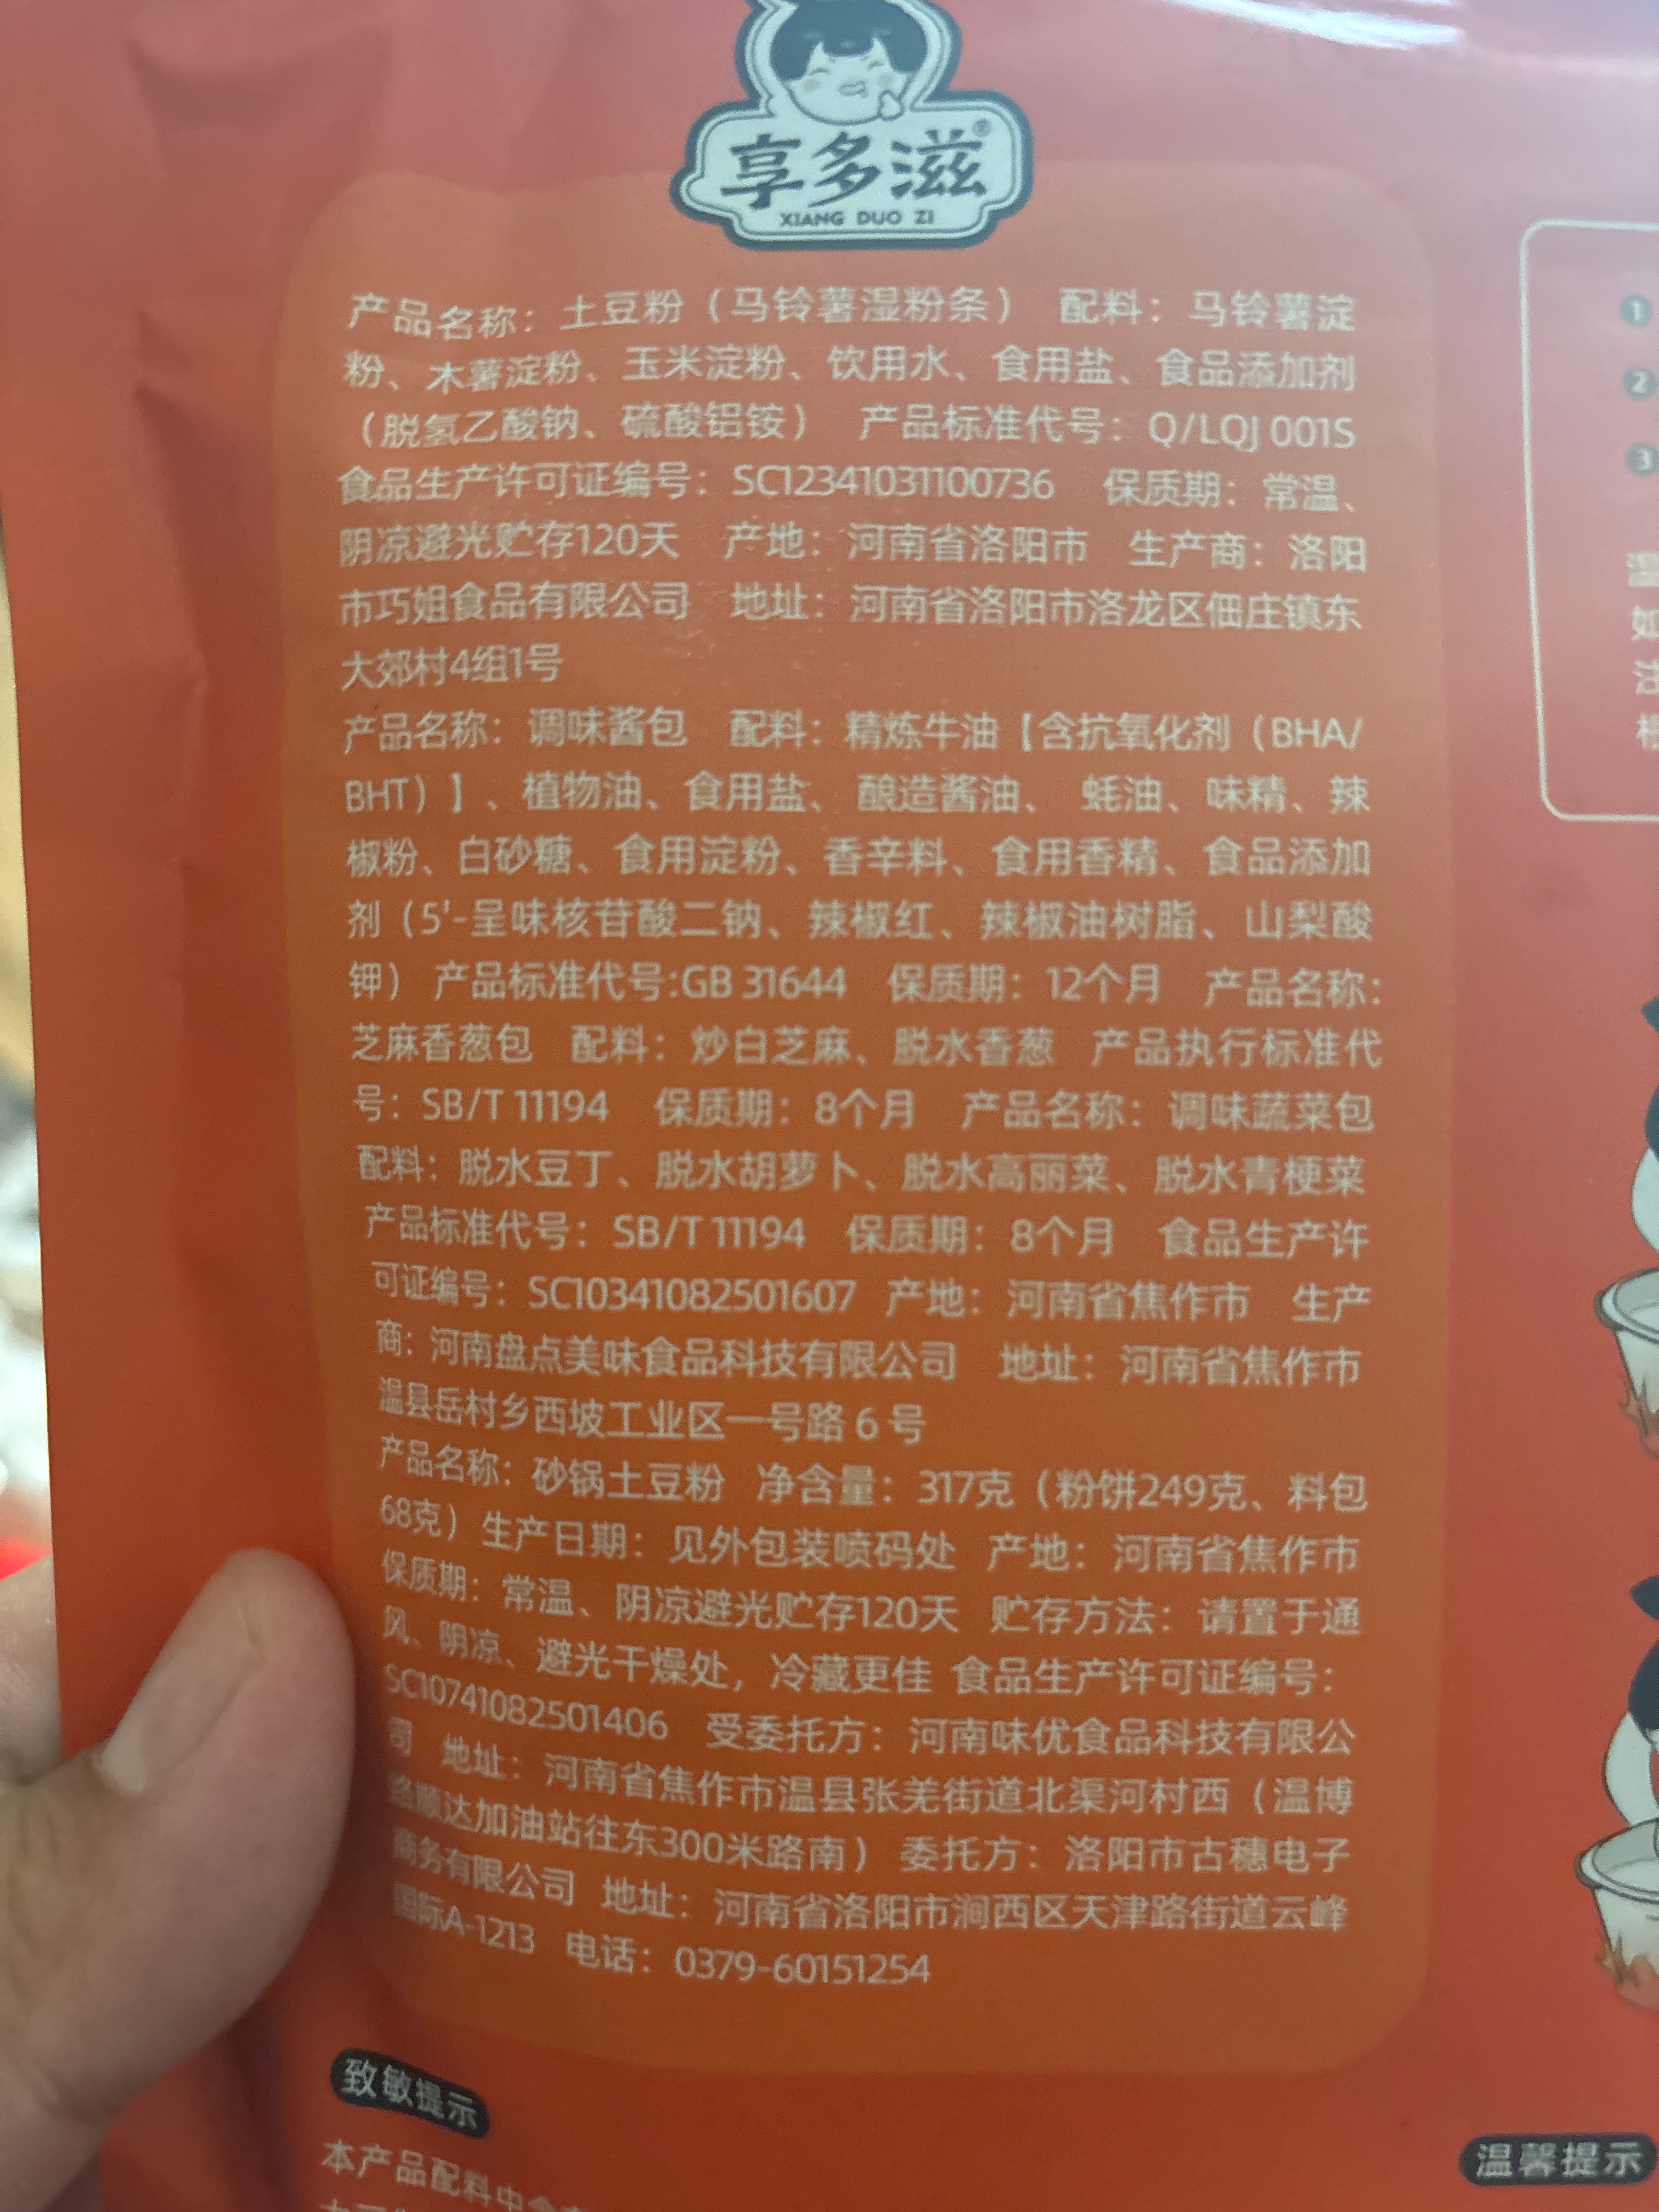 享多滋®
XIANG DUO ZI
产品名称：土豆粉（马铃薯湿粉条） 配料：马铃薯淀
粉、木薯淀粉、玉米淀粉、饮用水、食用盐、食品添加剂
（脱氢乙酸钠、硫酸铝铵） 产品标准代号：Q/LQJ 001S
食品生产许可证编号：SC12341031100736 保质期：常温、
阴凉避光贮存120天 产地：河南省洛阳市 生产商：洛阳
市巧姐食品有限公司 地址：河南省洛阳市洛龙区佃庄镇东
大郊村4组1号
产品名称：调味酱包 配料：精炼牛油【含抗氧化剂（BHA/
BHT）】、植物油、食用盐、酿造酱油、蚝油、味精、辣
椒粉、白砂糖、食用淀粉、香辛料、食用香精、食品添加
剂（5'-呈味核苷酸二钠、辣椒红、辣椒油树脂、山梨酸
钾） 产品标准代号:GB 31644 保质期：12个月 产品名称：
芝麻香葱包 配料：炒白芝麻、脱水香葱 产品执行标准代
号：SB/T 11194 保质期：8个月 产品名称：调味蔬菜包
配料：脱水豆丁、脱水胡萝卜、脱水高丽菜、脱水青梗菜
产品标准代号：SB/T 11194 保质期：8个月 食品生产许
可证编号：SC10341082501607 产地：河南省焦作市 生产
商：河南盘点美味食品科技有限公司 地址：河南省焦作市
温县岳村乡西坡工业区一号路 6 号
产品名称：砂锅土豆粉 净含量：317克（粉饼249克、料包
68克）生产日期：见外包装喷码处 产地：河南省焦作市
保质期：常温、阴凉避光贮存120天 贮存方法：请置于通
风、阴凉、避光干燥处，冷藏更佳 食品生产许可证编号：
SC10741082501406 受委托方：河南味优食品科技有限公
司 地址：河南省焦作市温县张羌街道北渠河村西（温博
路顺达加油站往东300米路南） 委托方：洛阳市古穗电子
商务有限公司 地址：河南省洛阳市涧西区天津路街道云峰
国际A-1213 电话：0379-60151254
致敏提示
本产品配料中含
1
2
3
温
如
注
温馨提示